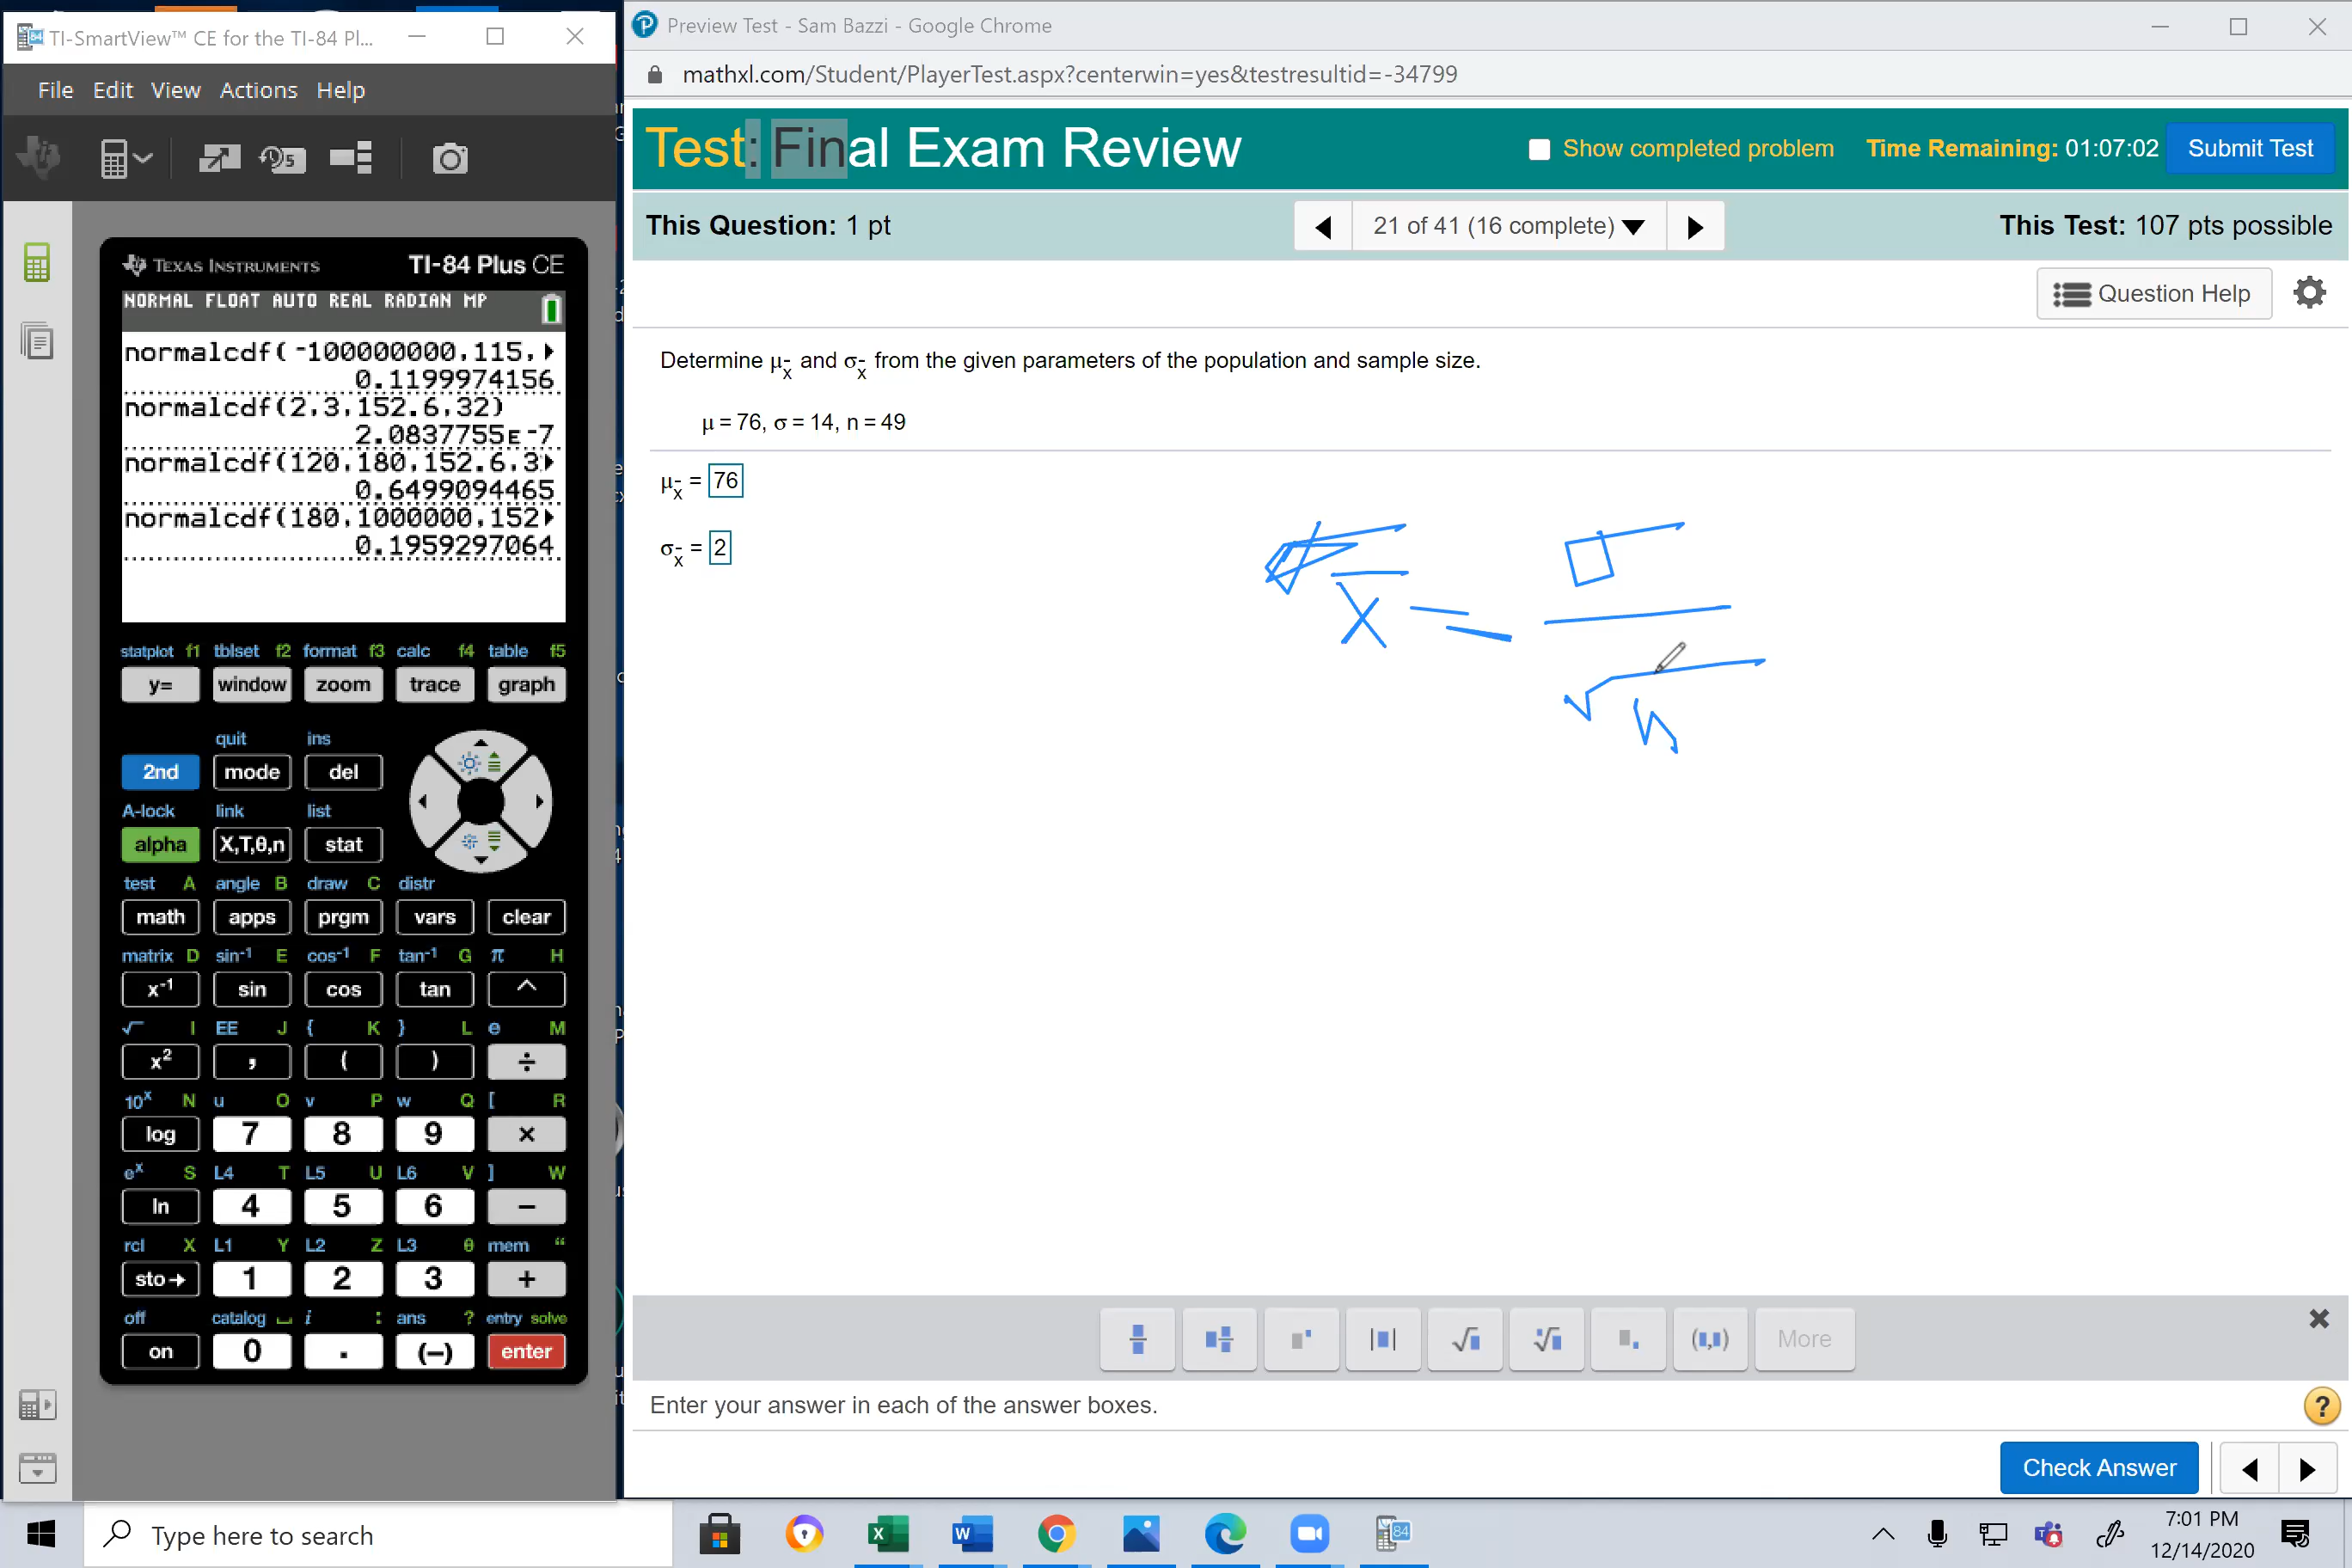 TI-SmartView™ CE for the TI-84 Pl...
File Edit View Actions Help
TEXAS INSTRUMENTS TI-84 Plus CE
NORMAL FLOAT AUTO REAL RADIAN MP
normalcdf(-100000000,115,
0.1199974156
normalcdf(2,3,152.6,32)
2.0837755E-7
normalcdf(120,180,152.6,3
0.6499094465
normalcdf(180,1000000,152
0.1959297064
statplot f1 tblset f2 format f3 calc f4 table f5
y= window zoom trace graph
quit ins
2nd mode del
A-lock link list
alpha X,T,θ,n stat
test A angle B draw C distr
math apps prgm vars clear
matrix D sin⁻¹ E cos⁻¹ F tan⁻¹ G π H
x⁻¹ sin cos tan ^
√ I EE J { K } L e M
x² , ( ) ÷
10ˣ N u O v P w Q [ R
log 7 8 9 ×
eˣ S L4 T L5 U L6 V ] W
ln 4 5 6 −
rcl X L1 Y L2 Z L3 θ mem “
sto→ 1 2 3 +
off catalog i : ans ? entry solve
on 0 . (−) enter
Preview Test - Sam Bazzi - Google Chrome
mathxl.com/Student/PlayerTest.aspx?centerwin=yes&testresultid=-34799
Test: Final Exam Review
Show completed problem Time Remaining: 01:07:02 Submit Test
This Question: 1 pt 21 of 41 (16 complete) This Test: 107 pts possible
Question Help
Determine μx̄ and σx̄ from the given parameters of the population and sample size.
μ = 76, σ = 14, n = 49
μx̄ = 76
σx̄ = 2
σ x̄ = σ / √n
More
Enter your answer in each of the answer boxes.
?
Check Answer
Type here to search
7:01 PM
12/14/2020